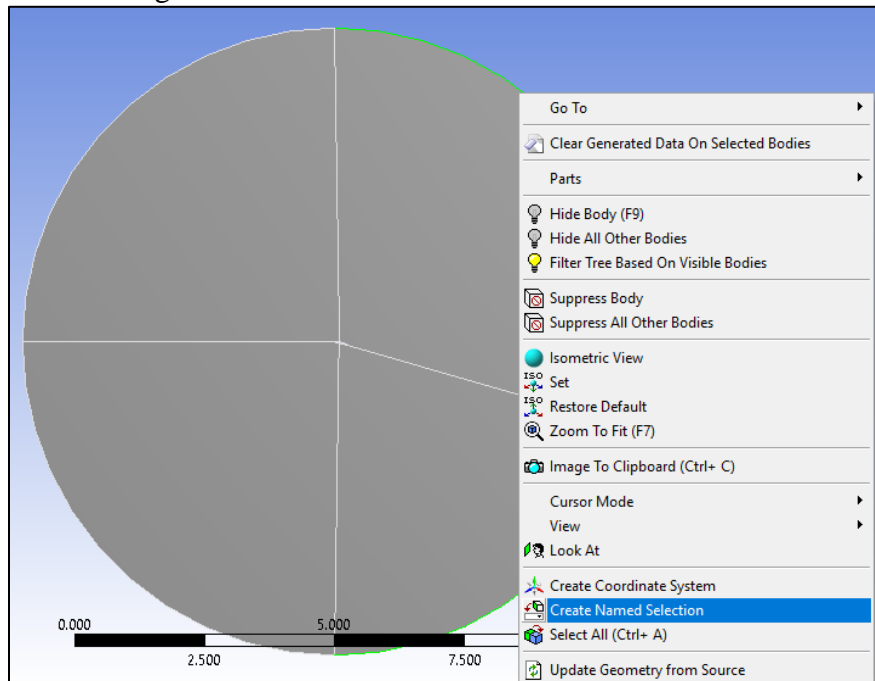 Go To
Clear Generated Data On Selected Bodies
Parts
Hide Body (F9)
Hide All Other Bodies
Filter Tree Based On Visible Bodies
Suppress Body
Suppress All Other Bodies
Isometric View
ISO Set
ISO Restore Default
Zoom To Fit (F7)
Image To Clipboard (Ctrl+ C)
Cursor Mode
View
Look At
Create Coordinate System
Create Named Selection
Select All (Ctrl+ A)
Update Geometry from Source
0.000 5.000
2.500 7.500